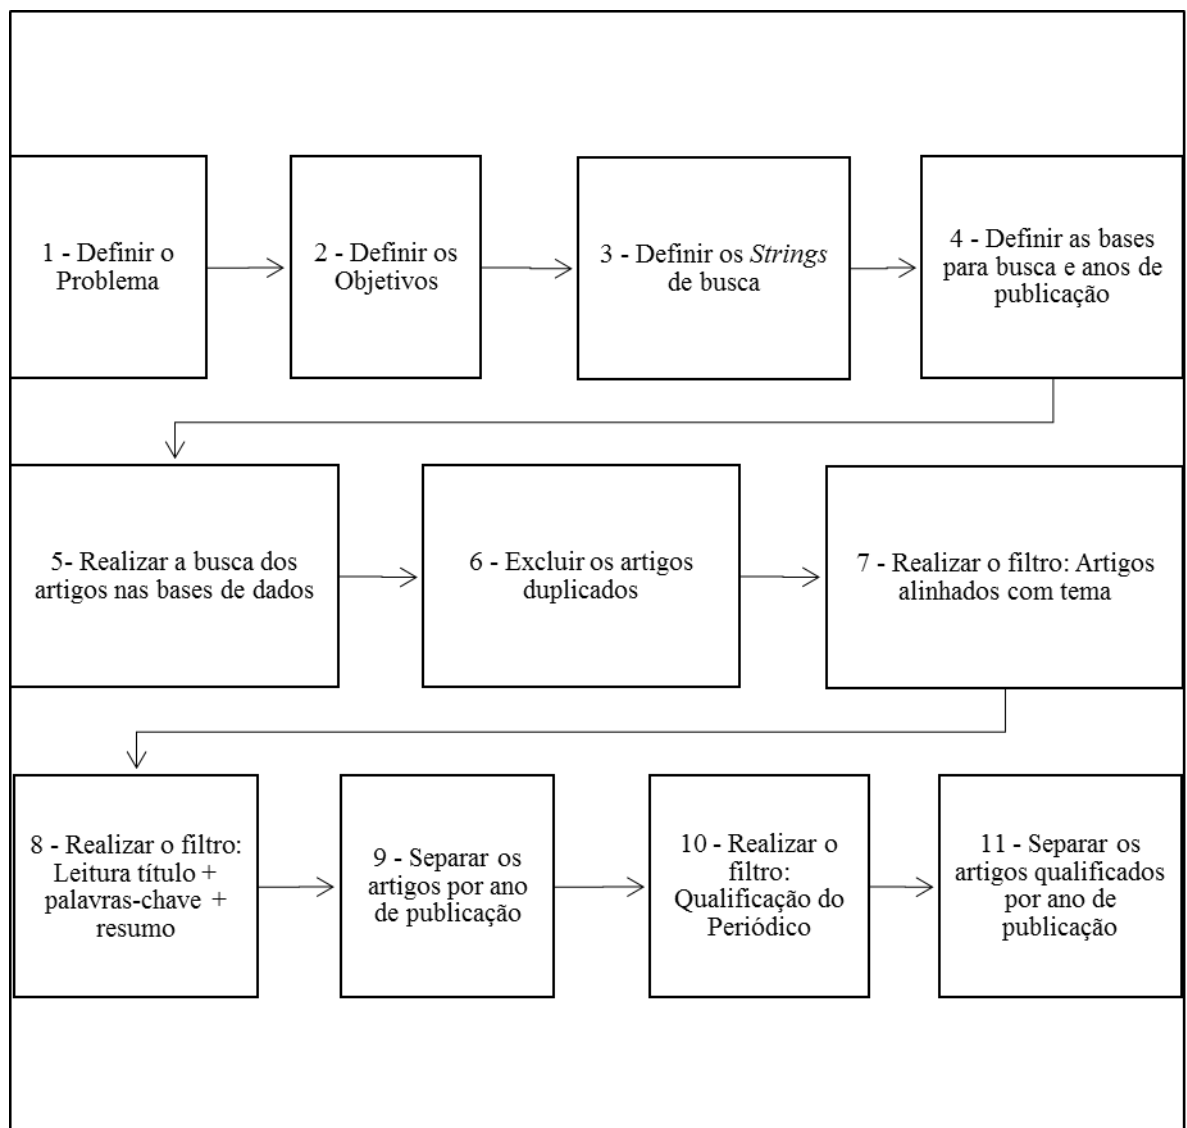 1 - Definir o
Problema
2 - Definir os
Objetivos
3 - Definir os Strings
de busca
4 - Definir as bases
para busca e anos de
publicação
5- Realizar a busca dos
artigos nas bases de dados
6 - Excluir os artigos
duplicados
7 - Realizar o filtro: Artigos
alinhados com tema
8 - Realizar o filtro:
Leitura título +
palavras-chave +
resumo
9 - Separar os
artigos por ano
de publicação
10 - Realizar o
filtro:
Qualificação do
Periódico
11 - Separar os
artigos qualificados
por ano de
publicação